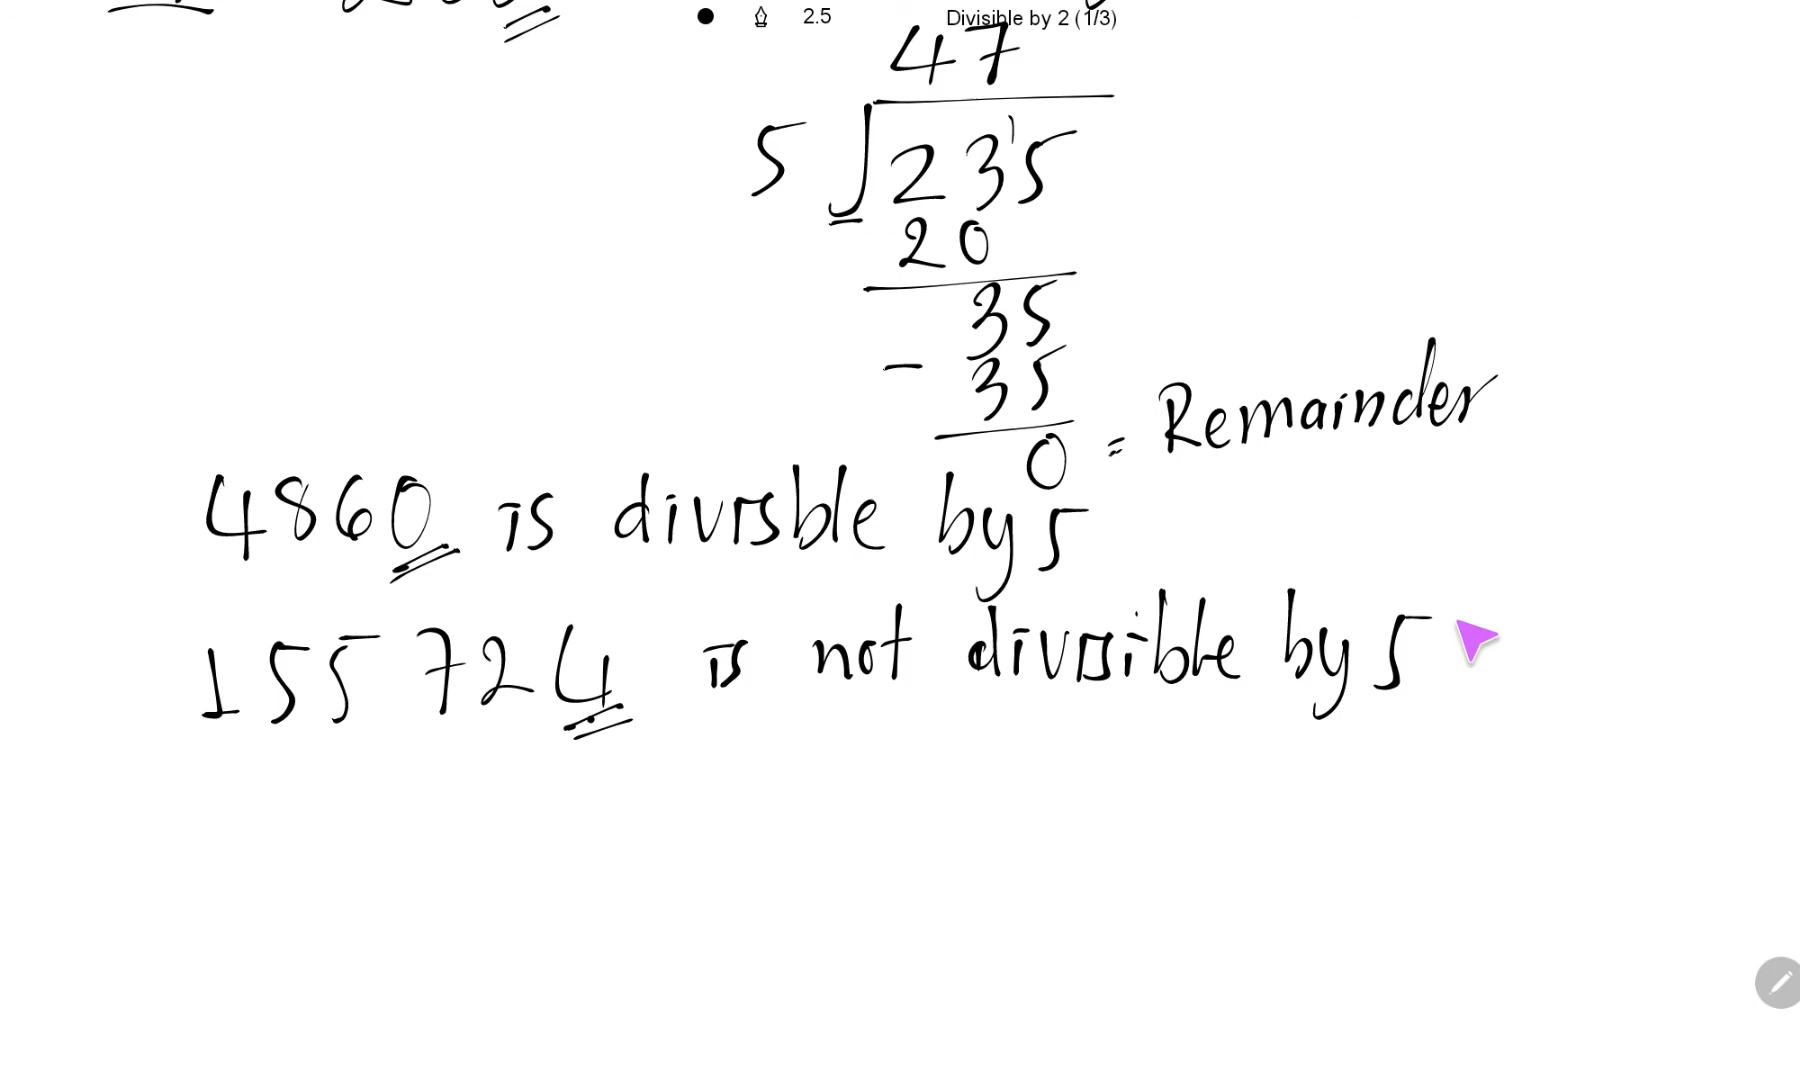 2.5 Divisible by 2 (1/3)
47
5 235
20
35
- 35
0 = Remainder
4860 is divisble by 5
155724 is not divisible by 5